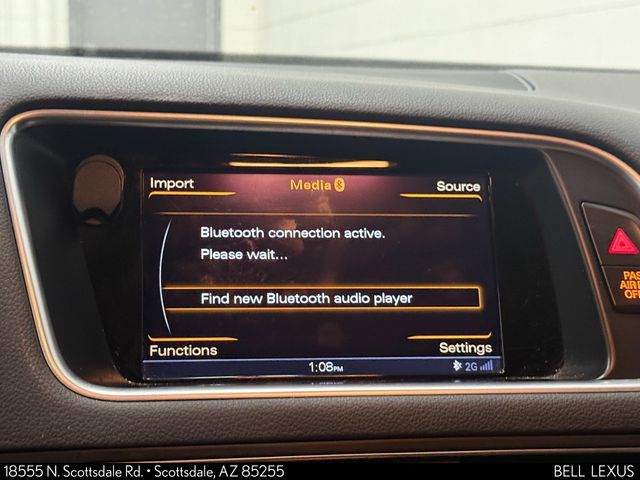 Import Media Source
Bluetooth connection active.
Please wait...
Find new Bluetooth audio player
Functions Settings
1:08PM 2G
PAS
AIR B
OFF
18555 N. Scottsdale Rd. • Scottsdale, AZ 85255 BELL LEXUS